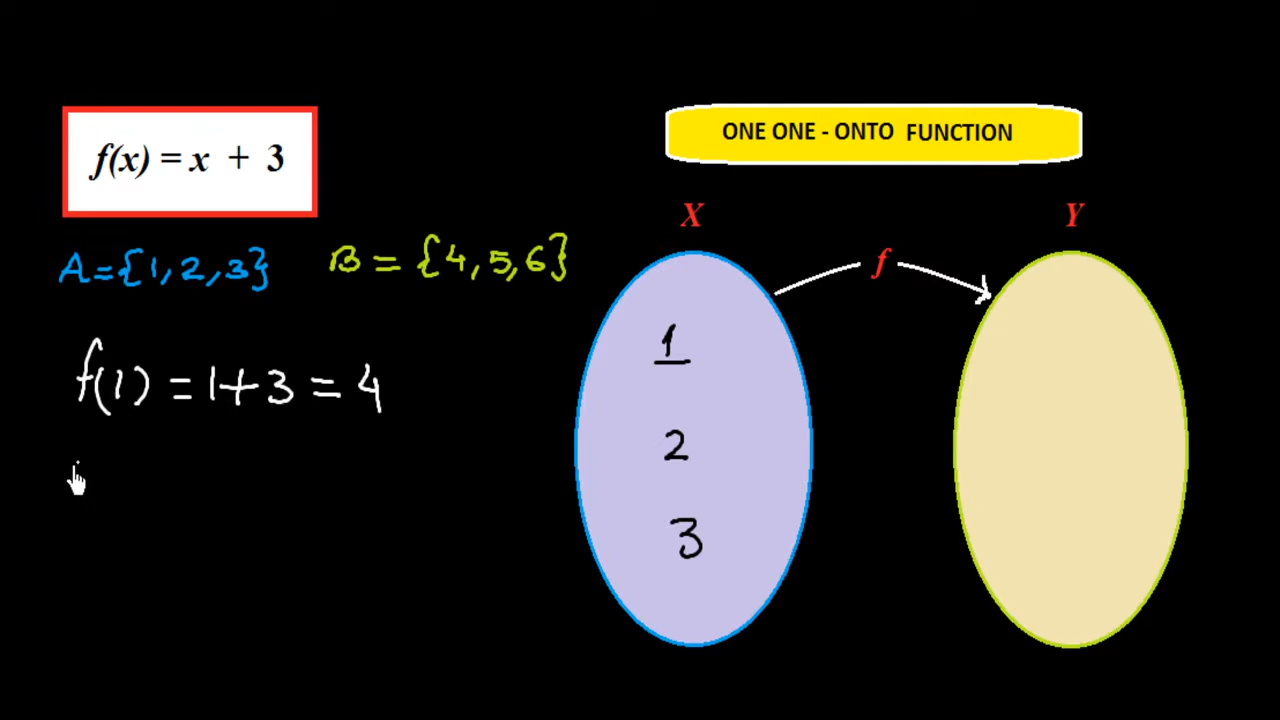 f(x) = x + 3
ONE ONE - ONTO FUNCTION
X
Y
f
A={1,2,3}
B = {4,5,6}
f(1) = 1+3 = 4
1
2
3